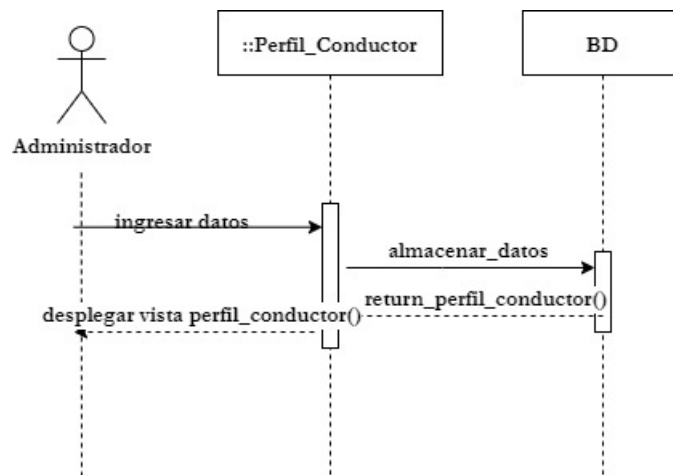 ::Perfil_Conductor
BD
Administrador
ingresar datos
almacenar_datos
return_perfil_conductor()
desplegar vista perfil_conductor()